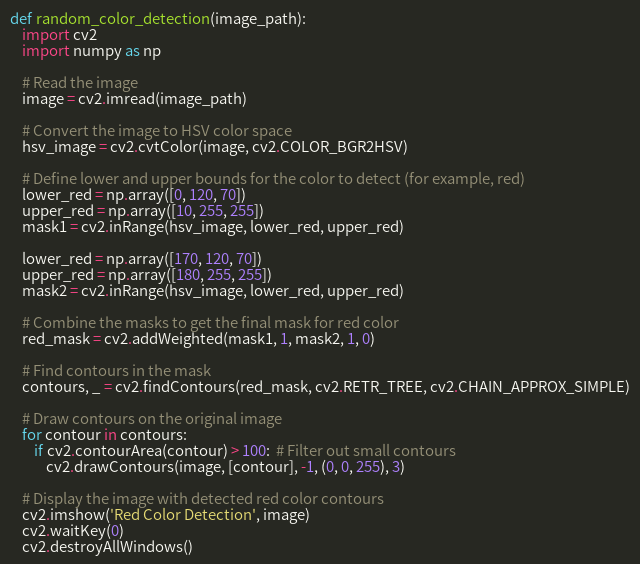 def random_color_detection(image_path):
    import cv2
    import numpy as np

    # Read the image
    image = cv2.imread(image_path)

    # Convert the image to HSV color space
    hsv_image = cv2.cvtColor(image, cv2.COLOR_BGR2HSV)

    # Define lower and upper bounds for the color to detect (for example, red)
    lower_red = np.array([0, 120, 70])
    upper_red = np.array([10, 255, 255])
    mask1 = cv2.inRange(hsv_image, lower_red, upper_red)

    lower_red = np.array([170, 120, 70])
    upper_red = np.array([180, 255, 255])
    mask2 = cv2.inRange(hsv_image, lower_red, upper_red)

    # Combine the masks to get the final mask for red color
    red_mask = cv2.addWeighted(mask1, 1, mask2, 1, 0)

    # Find contours in the mask
    contours, _ = cv2.findContours(red_mask, cv2.RETR_TREE, cv2.CHAIN_APPROX_SIMPLE)

    # Draw contours on the original image
    for contour in contours:
        if cv2.contourArea(contour) > 100:  # Filter out small contours
            cv2.drawContours(image, [contour], -1, (0, 0, 255), 3)

    # Display the image with detected red color contours
    cv2.imshow('Red Color Detection', image)
    cv2.waitKey(0)
    cv2.destroyAllWindows()